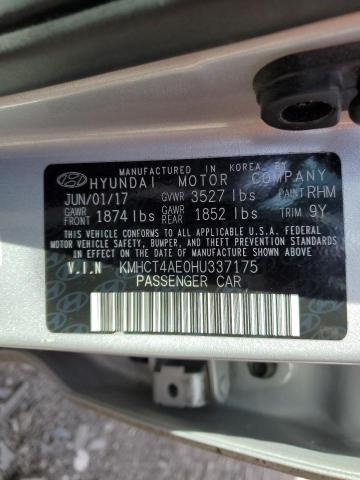 MANUFACTURED IN KOREA BY
HYUNDAI MOTOR COMPANY
JUN/01/17 GVWR 3527 lbs PAINT RHM
GAWR FRONT 1874 lbs GAWR REAR 1852 lbs TRIM 9Y
THIS VEHICLE CONFORMS TO ALL APPLICABLE U.S.A. FEDERAL
MOTOR VEHICLE SAFETY, BUMPER, AND THEFT PREVENTION STANDARDS
IN EFFECT ON THE DATE OF MANUFACTURE SHOWN ABOVE.
V.I.N KMHCT4AE0HU337175
PASSENGER CAR